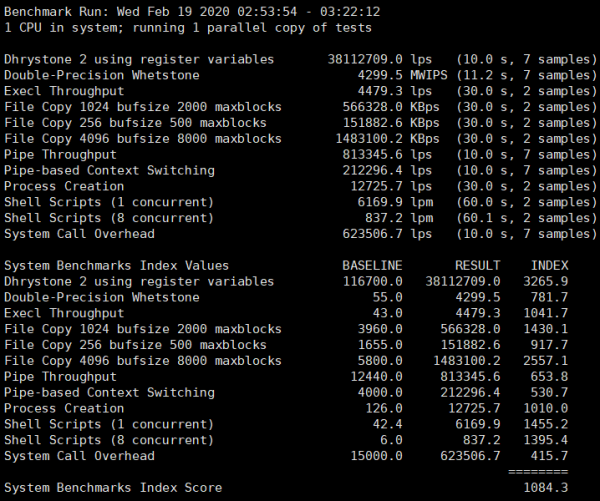 Benchmark Run: Wed Feb 19 2020 02:53:54 - 03:22:12
1 CPU in system; running 1 parallel copy of tests

Dhrystone 2 using register variables       38112709.0 lps   (10.0 s, 7 samples)
Double-Precision Whetstone                     4299.5 MWIPS (11.2 s, 7 samples)
Execl Throughput                               4479.3 lps   (30.0 s, 2 samples)
File Copy 1024 bufsize 2000 maxblocks        566328.0 KBps  (30.0 s, 2 samples)
File Copy 256 bufsize 500 maxblocks          151882.6 KBps  (30.0 s, 2 samples)
File Copy 4096 bufsize 8000 maxblocks       1483100.2 KBps  (30.0 s, 2 samples)
Pipe Throughput                              813345.6 lps   (10.0 s, 7 samples)
Pipe-based Context Switching                 212296.4 lps   (10.0 s, 7 samples)
Process Creation                              12725.7 lps   (30.0 s, 2 samples)
Shell Scripts (1 concurrent)                   6169.9 lpm   (60.0 s, 2 samples)
Shell Scripts (8 concurrent)                    837.2 lpm   (60.1 s, 2 samples)
System Call Overhead                         623506.7 lps   (10.0 s, 7 samples)

System Benchmarks Index Values               BASELINE       RESULT    INDEX
Dhrystone 2 using register variables         116700.0   38112709.0   3265.9
Double-Precision Whetstone                       55.0       4299.5    781.7
Execl Throughput                                 43.0       4479.3   1041.7
File Copy 1024 bufsize 2000 maxblocks          3960.0     566328.0   1430.1
File Copy 256 bufsize 500 maxblocks            1655.0     151882.6    917.7
File Copy 4096 bufsize 8000 maxblocks          5800.0    1483100.2   2557.1
Pipe Throughput                               12440.0     813345.6    653.8
Pipe-based Context Switching                   4000.0     212296.4    530.7
Process Creation                                126.0      12725.7   1010.0
Shell Scripts (1 concurrent)                     42.4       6169.9   1455.2
Shell Scripts (8 concurrent)                      6.0        837.2   1395.4
System Call Overhead                          15000.0     623506.7    415.7
                                                                   ========
System Benchmarks Index Score                                        1084.3